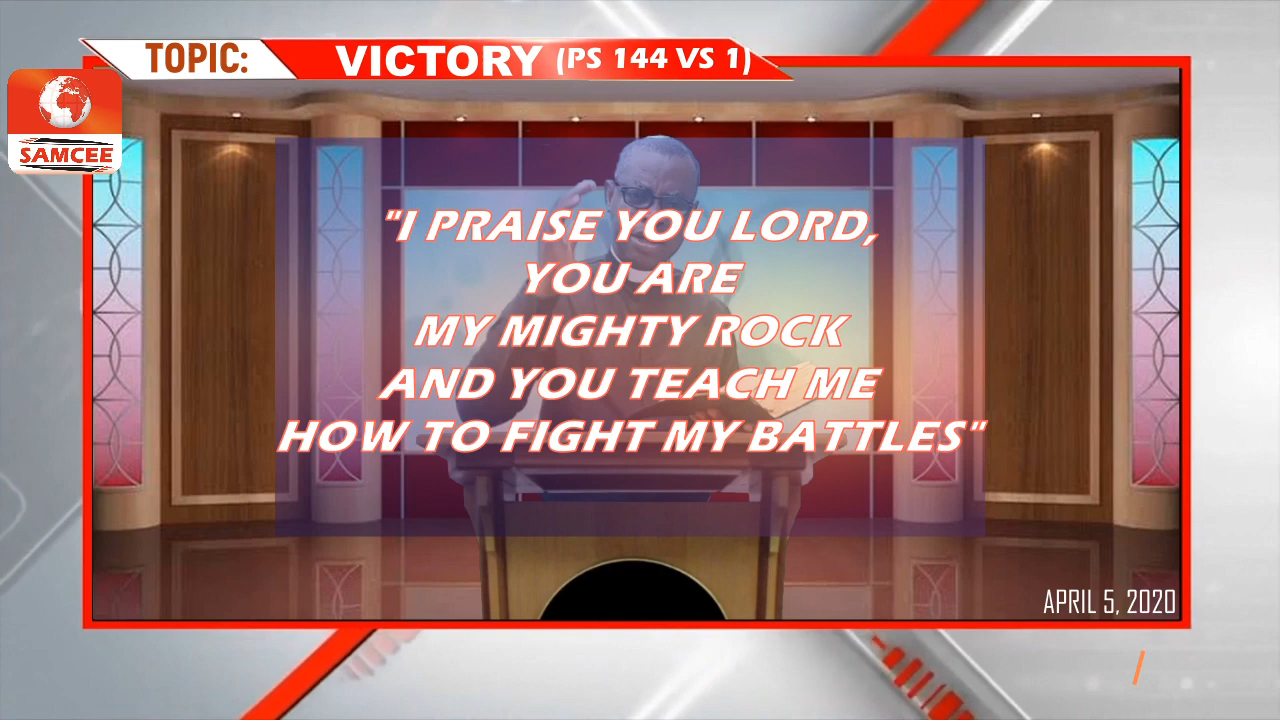 TOPIC: VICTORY (PS 144 VS 1)
SAMCEE
"I PRAISE YOU LORD,
YOU ARE
MY MIGHTY ROCK
AND YOU TEACH ME
HOW TO FIGHT MY BATTLES"
APRIL 5, 2020